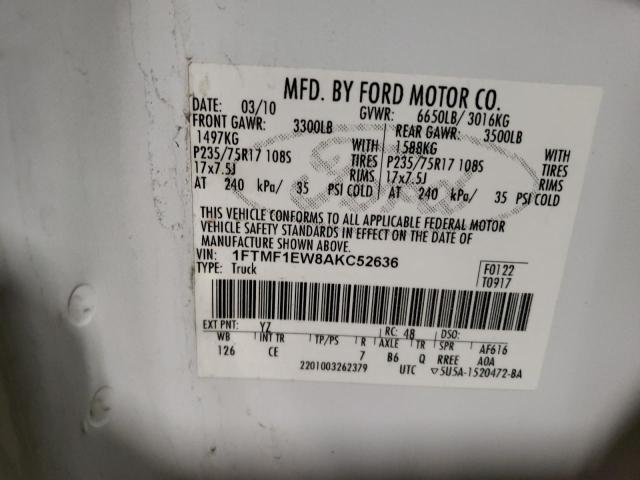 MFD. BY FORD MOTOR CO.
DATE: 03/10 GVWR: 6650LB/ 3016KG
FRONT GAWR: 3300LB REAR GAWR: 3500LB
1497KG WITH 1588KG WITH
P235/75R17 108S TIRES P235/75R17 108S TIRES
17x7.5J RIMS 17x7.5J RIMS
AT 240 kPa/ 35 PSI COLD AT 240 kPa/ 35 PSI COLD
Ford
THIS VEHICLE CONFORMS TO ALL APPLICABLE FEDERAL MOTOR
VEHICLE SAFETY STANDARDS IN EFFECT ON THE DATE OF
MANUFACTURE SHOWN ABOVE.
VIN: 1FTMF1EW8AKC52636
TYPE: Truck
F0122
T0917
EXT PNT: YZ RC: 48 DSO:
WB INT TR TP/PS R AXLE TR SPR AF616
126 CE 7 B6 Q RREE A0A
2201003262379 UTC ▽5U5A-1520472-BA